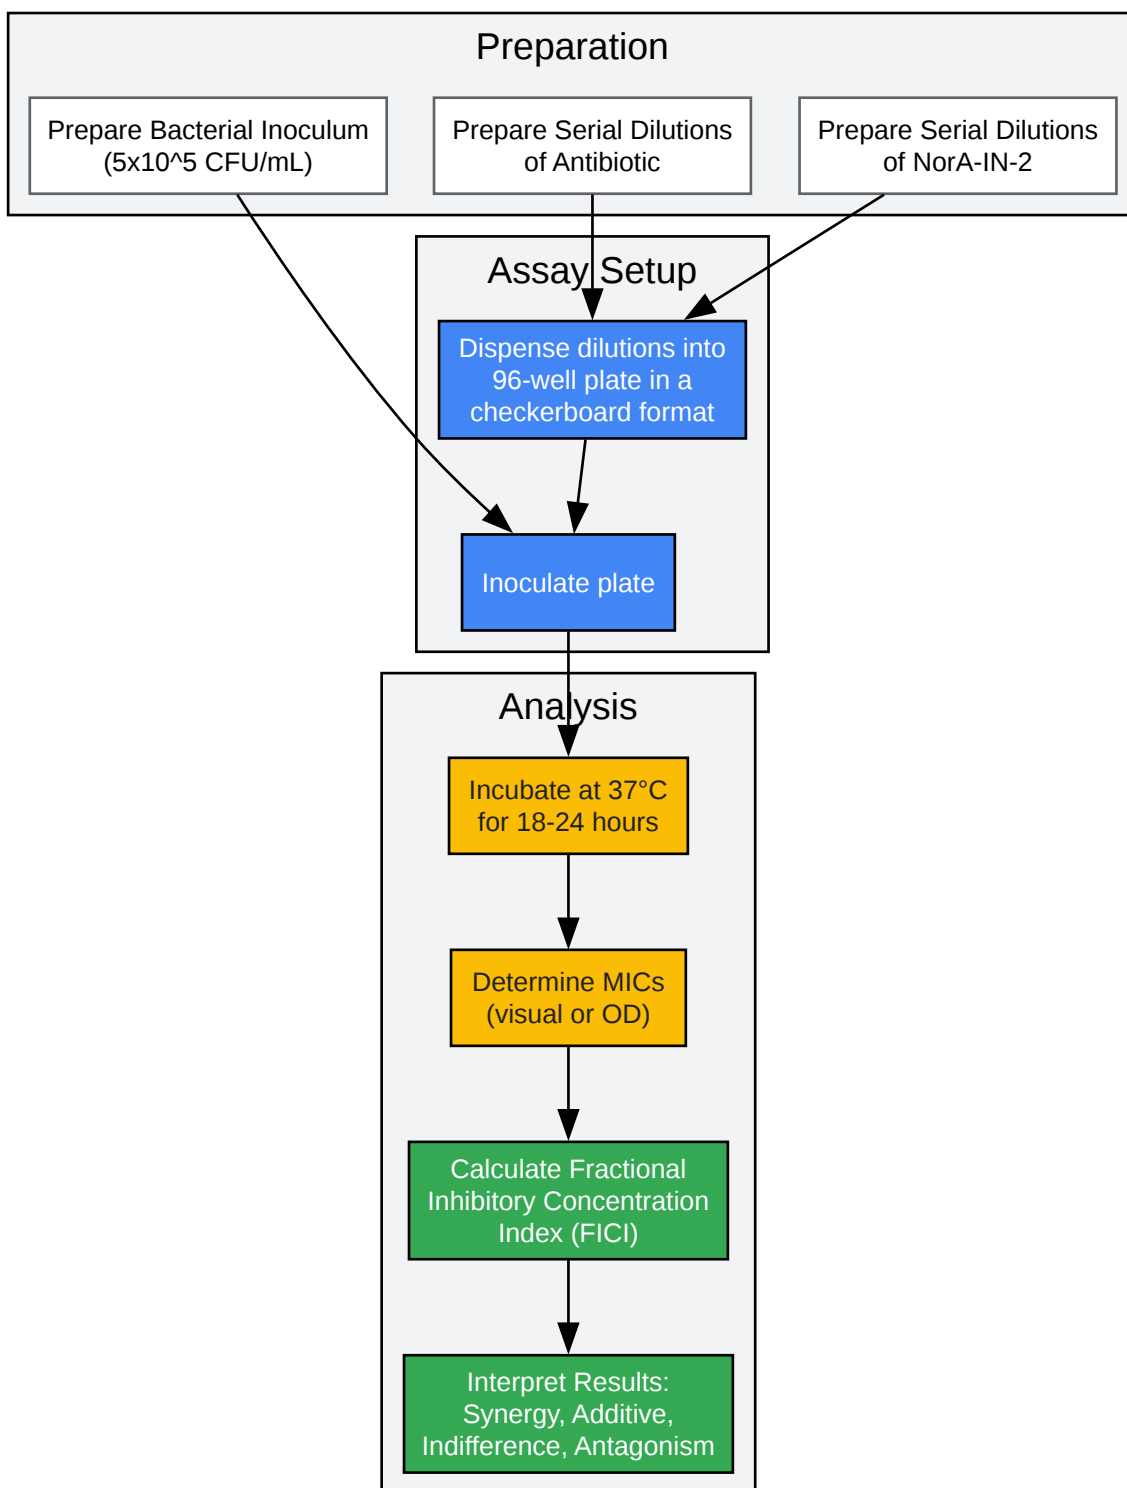 Preparation
Prepare Bacterial Inoculum
(5x10^5 CFU/mL)
Prepare Serial Dilutions
of Antibiotic
Prepare Serial Dilutions
of NorA-IN-2
Assay Setup
Dispense dilutions into
96-well plate in a
checkerboard format
Inoculate plate
Analysis
Incubate at 37°C
for 18-24 hours
Determine MICs
(visual or OD)
Calculate Fractional
Inhibitory Concentration
Index (FICI)
Interpret Results:
Synergy, Additive,
Indifference, Antagonism